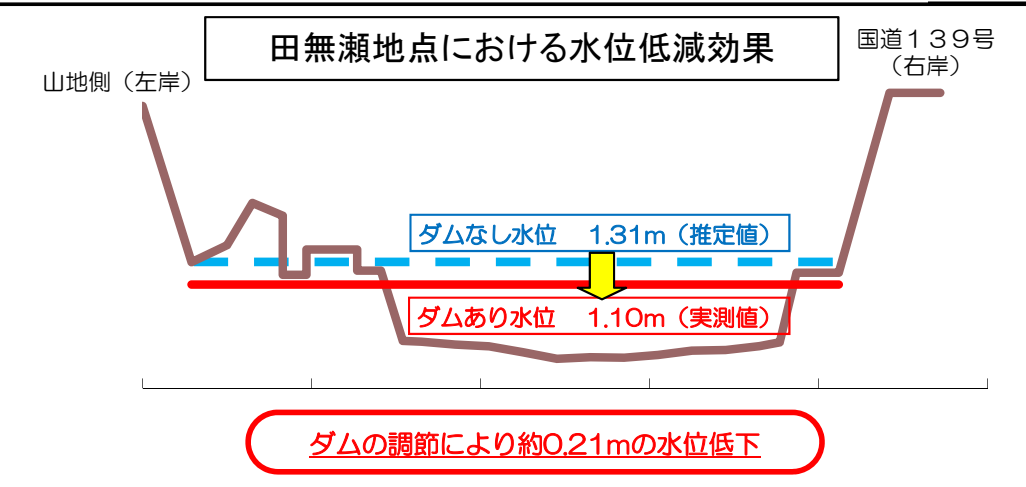 田無瀬地点における水位低減効果
国道１３９号
（右岸）
山地側（左岸）
ダムなし水位　1.31m（推定値）
ダムあり水位　1.10m（実測値）
ダムの調節により約0.21mの水位低下